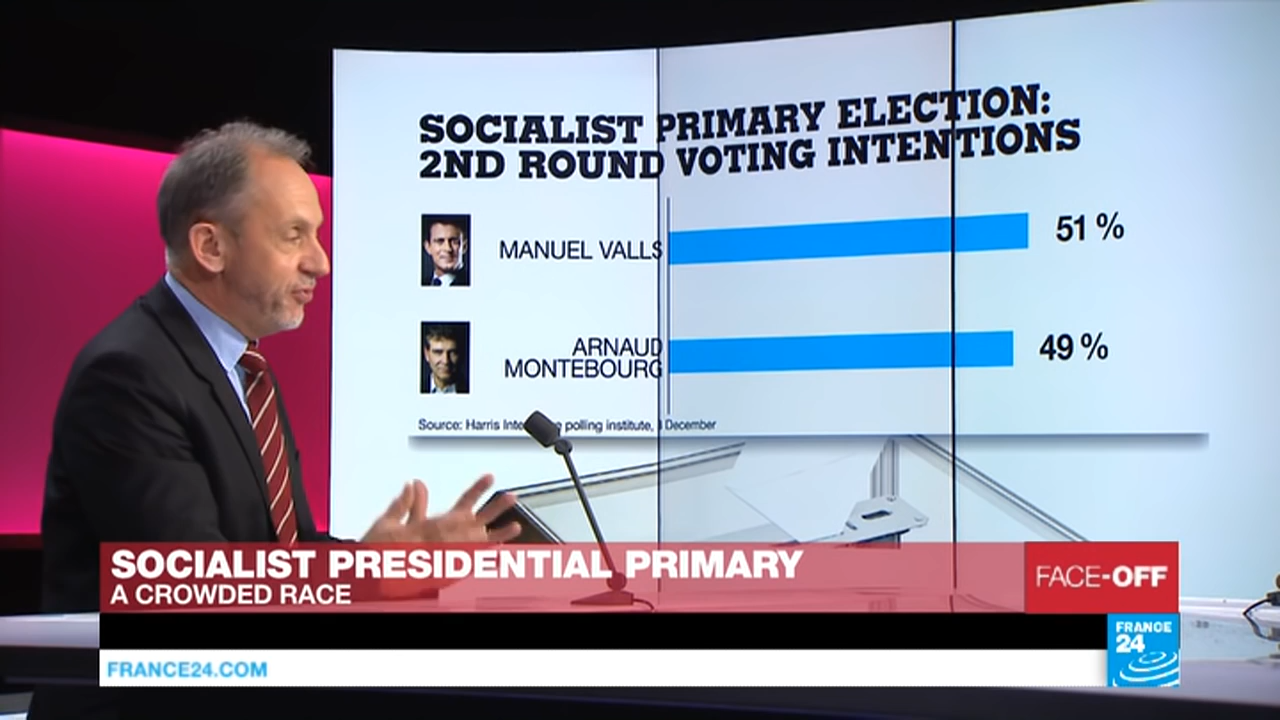 SOCIALIST PRIMARY ELECTION:
2ND ROUND VOTING INTENTIONS
MANUEL VALLS
51 %
ARNAUD
MONTEBOURG
49 %
Source: Harris polling institute, December
SOCIALIST PRESIDENTIAL PRIMARY
A CROWDED RACE
FACE-OFF
FRANCE
24
FRANCE24.COM